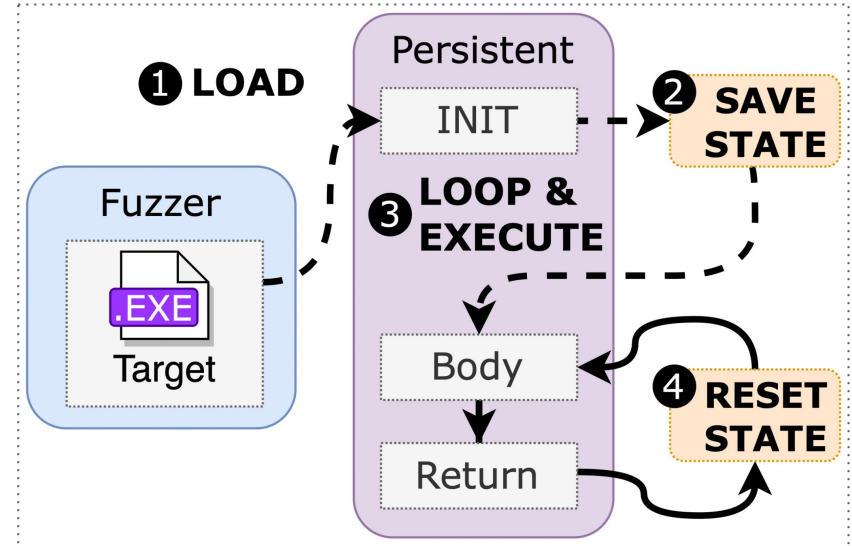 Persistent
1 LOAD
INIT
2 SAVE
STATE
Fuzzer
3 LOOP &
EXECUTE
.EXE
Target
Body
4 RESET
STATE
Return